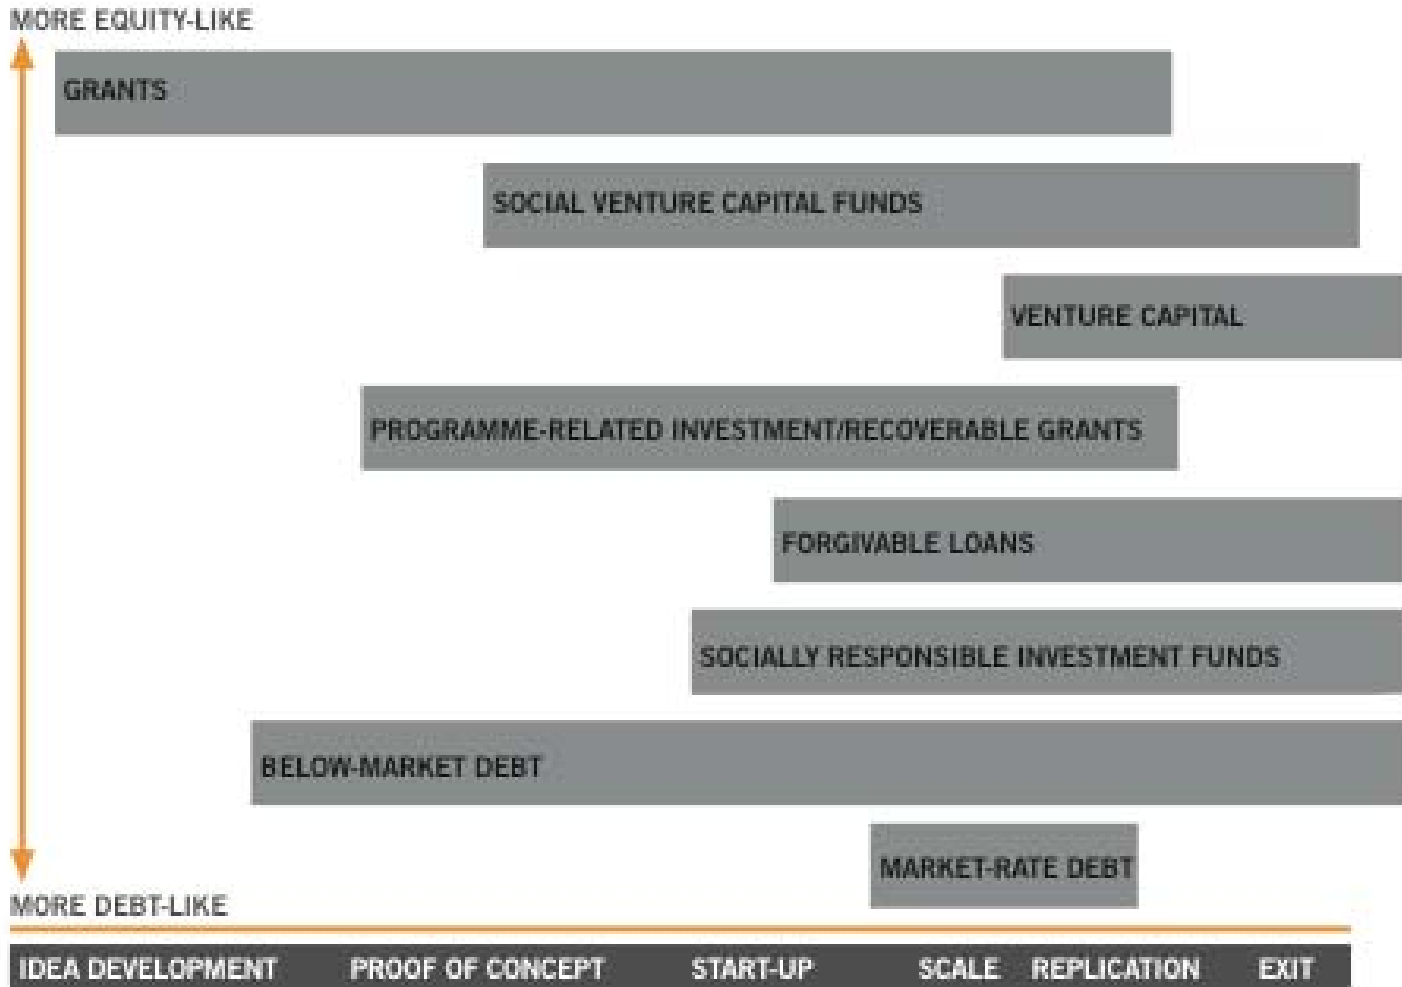 MORE EQUITY-LIKE
GRANTS
SOCIAL VENTURE CAPITAL FUNDS
VENTURE CAPITAL
PROGRAMME-RELATED INVESTMENT/RECOVERABLE GRANTS
FORGIVABLE LOANS
SOCIALLY RESPONSIBLE INVESTMENT FUNDS
BELOW-MARKET DEBT
MARKET-RATE DEBT
MORE DEBT-LIKE
IDEA DEVELOPMENT PROOF OF CONCEPT START-UP SCALE REPLICATION EXIT